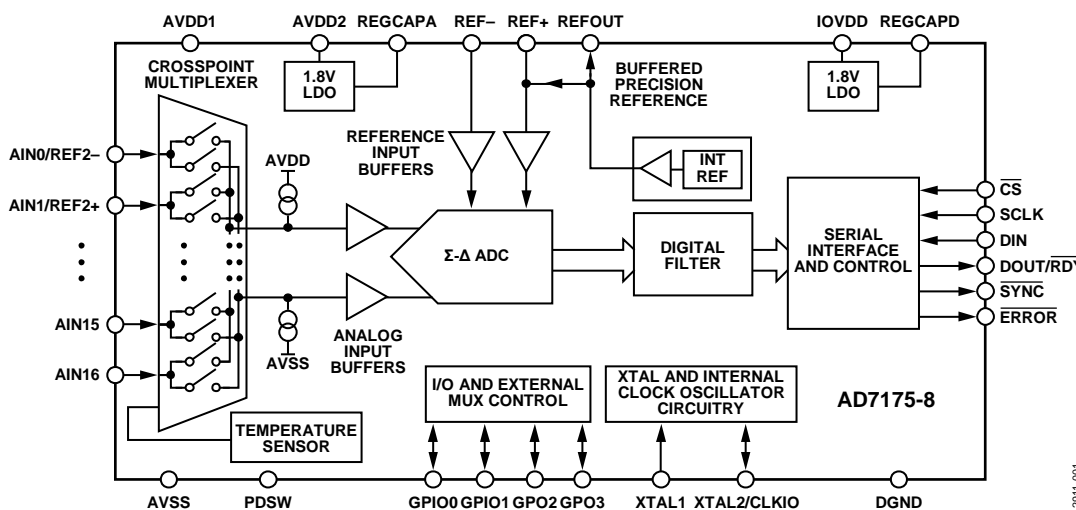 AVDD1 AVDD2 REGCAPA REF– REF+ REFOUT IOVDD REGCAPD
CROSSPOINT
MULTIPLEXER
1.8V
LDO
BUFFERED
PRECISION
REFERENCE
1.8V
LDO
REFERENCE
INPUT
BUFFERS
INT
REF
AIN0/REF2–
AIN1/REF2+
AIN15
AIN16
AVDD
AVSS
ANALOG
INPUT
BUFFERS
Σ-Δ ADC
DIGITAL
FILTER
SERIAL
INTERFACE
AND CONTROL
CS
SCLK
DIN
DOUT/RDY
SYNC
ERROR
I/O AND EXTERNAL
MUX CONTROL
XTAL AND INTERNAL
CLOCK OSCILLATOR
CIRCUITRY
AD7175-8
TEMPERATURE
SENSOR
AVSS PDSW GPIO0 GPIO1 GPO2 GPO3 XTAL1 XTAL2/CLKIO DGND